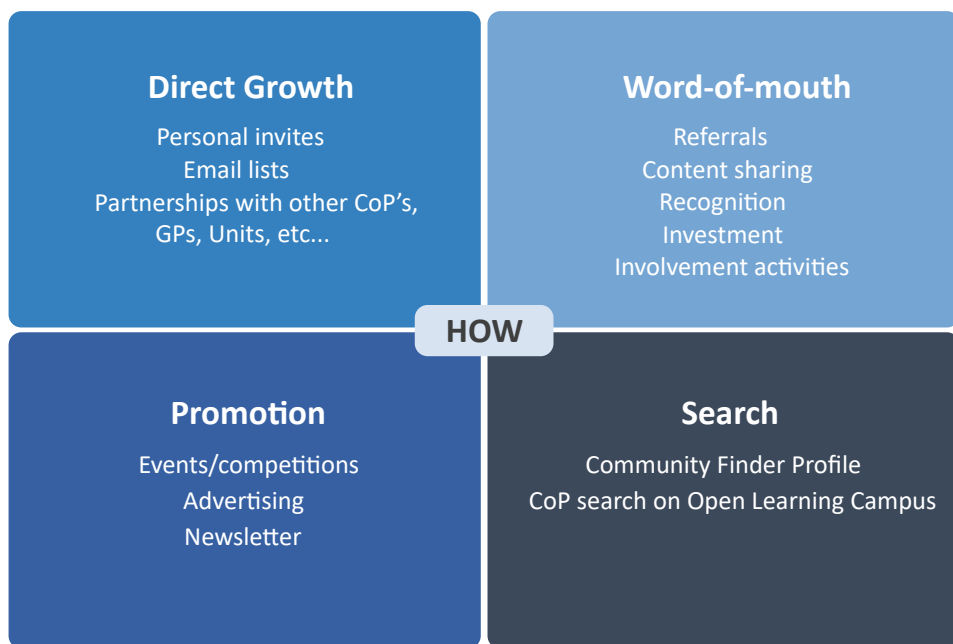 Direct Growth
Personal invites
Email lists
Partnerships with other CoP’s,
GPs, Units, etc...
Word-of-mouth
Referrals
Content sharing
Recognition
Investment
Involvement activities
HOW
Promotion
Events/competitions
Advertising
Newsletter
Search
Community Finder Profile
CoP search on Open Learning Campus